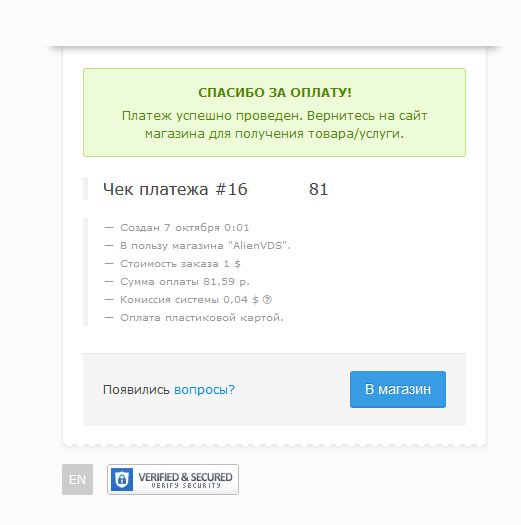 СПАСИБО ЗА ОПЛАТУ!
Платеж успешно проведен. Вернитесь на сайт
магазина для получения товара/услуги.
Чек платежа #16 81
— Создан 7 октября 0:01
— В пользу магазина "AlienVDS".
— Стоимость заказа 1 $
— Сумма оплаты 81,59 р.
— Комиссия системы 0,04 $ ?
— Оплата пластиковой картой.
Появились вопросы?
В магазин
EN
VERIFIED & SECURED
VERIFY SECURITY